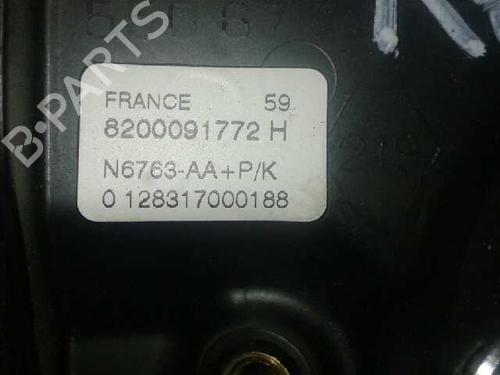 FRANCE 59
8200091772 H
N6763-AA+P/K
0 128317000188
B-PARTS